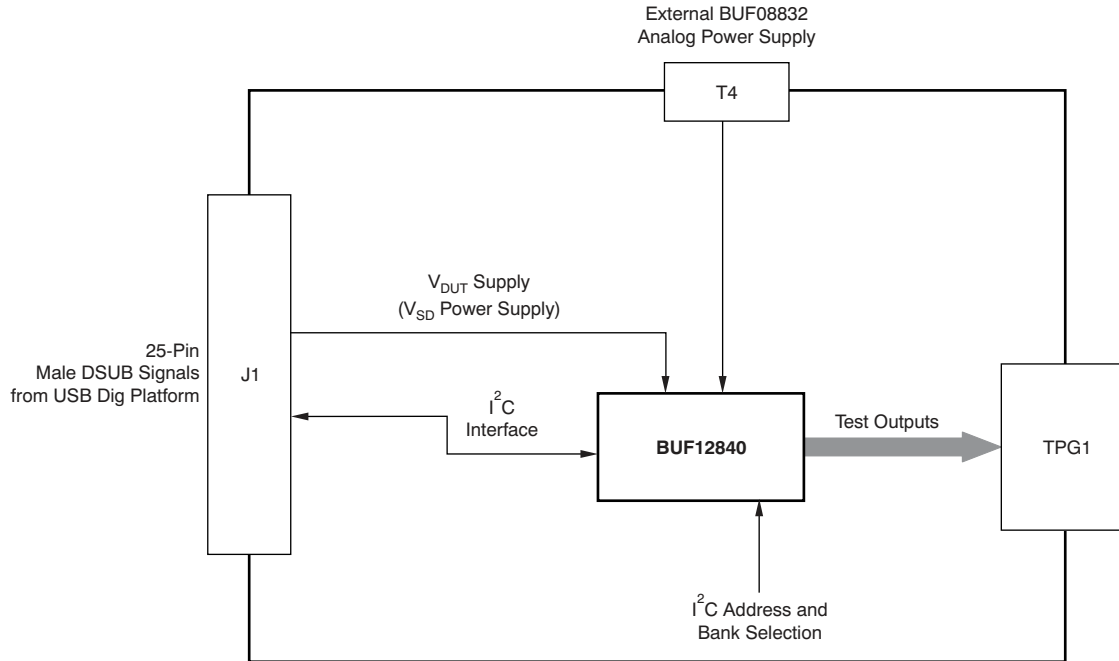 External BUF08832
Analog Power Supply
T4
V_DUT Supply
(V_SD Power Supply)
25-Pin
Male DSUB Signals
from USB Dig Platform
J1
I²C
Interface
BUF12840
Test Outputs
TPG1
I²C Address and
Bank Selection